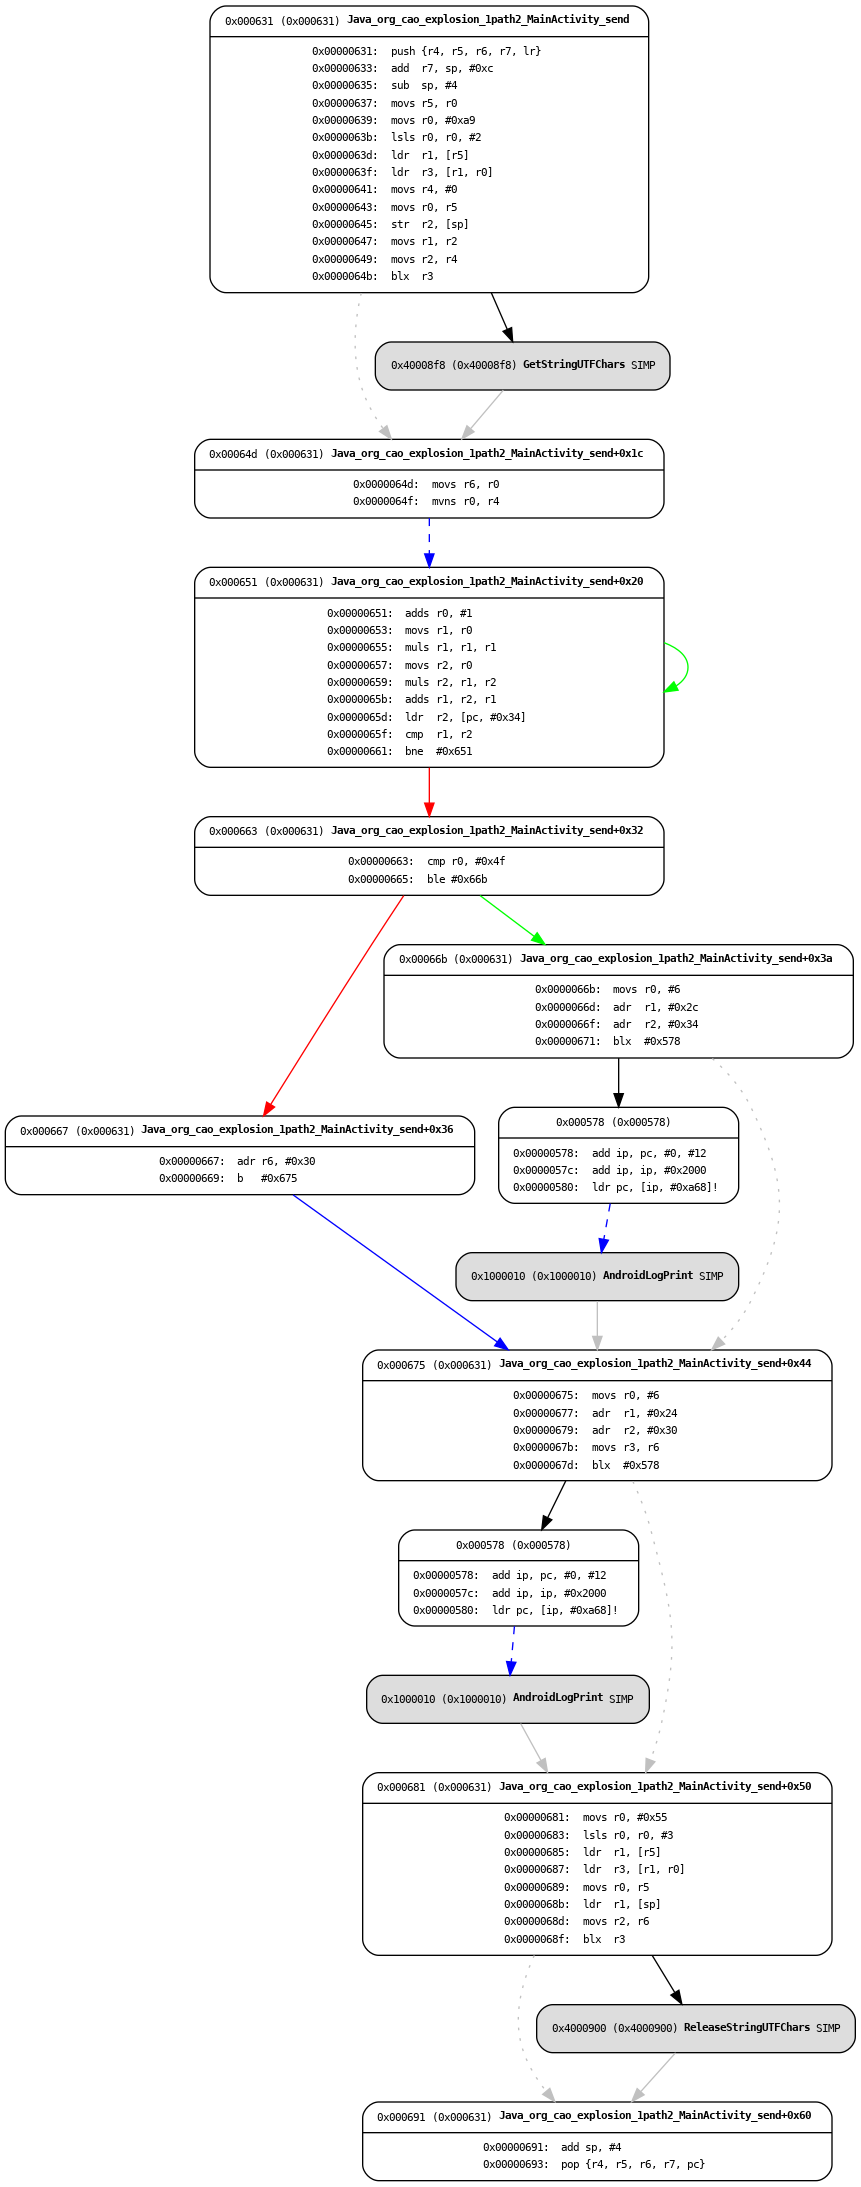 0x000631 (0x000631) Java_org_cao_explosion_1path2_MainActivity_send
0x00000631: push {r4, r5, r6, r7, lr}
0x00000633: add r7, sp, #0xc
0x00000635: sub sp, #4
0x00000637: movs r5, r0
0x00000639: movs r0, #0xa9
0x0000063b: lsls r0, r0, #2
0x0000063d: ldr r1, [r5]
0x0000063f: ldr r3, [r1, r0]
0x00000641: movs r4, #0
0x00000643: movs r0, r5
0x00000645: str r2, [sp]
0x00000647: movs r1, r2
0x00000649: movs r2, r4
0x0000064b: blx r3
0x40008f8 (0x40008f8) GetStringUTFChars SIMP
0x00064d (0x000631) Java_org_cao_explosion_1path2_MainActivity_send+0x1c
0x0000064d: movs r6, r0
0x0000064f: mvns r0, r4
0x000651 (0x000631) Java_org_cao_explosion_1path2_MainActivity_send+0x20
0x00000651: adds r0, #1
0x00000653: movs r1, r0
0x00000655: muls r1, r1, r1
0x00000657: movs r2, r0
0x00000659: muls r2, r1, r2
0x0000065b: adds r1, r2, r1
0x0000065d: ldr r2, [pc, #0x34]
0x0000065f: cmp r1, r2
0x00000661: bne #0x651
0x000663 (0x000631) Java_org_cao_explosion_1path2_MainActivity_send+0x32
0x00000663: cmp r0, #0x4f
0x00000665: ble #0x66b
0x00066b (0x000631) Java_org_cao_explosion_1path2_MainActivity_send+0x3a
0x0000066b: movs r0, #6
0x0000066d: adr r1, #0x2c
0x0000066f: adr r2, #0x34
0x00000671: blx #0x578
0x000667 (0x000631) Java_org_cao_explosion_1path2_MainActivity_send+0x36
0x00000667: adr r6, #0x30
0x00000669: b #0x675
0x000578 (0x000578)
0x00000578: add ip, pc, #0, #12
0x0000057c: add ip, ip, #0x2000
0x00000580: ldr pc, [ip, #0xa68]!
0x1000010 (0x1000010) AndroidLogPrint SIMP
0x000675 (0x000631) Java_org_cao_explosion_1path2_MainActivity_send+0x44
0x00000675: movs r0, #6
0x00000677: adr r1, #0x24
0x00000679: adr r2, #0x30
0x0000067b: movs r3, r6
0x0000067d: blx #0x578
0x000578 (0x000578)
0x00000578: add ip, pc, #0, #12
0x0000057c: add ip, ip, #0x2000
0x00000580: ldr pc, [ip, #0xa68]!
0x1000010 (0x1000010) AndroidLogPrint SIMP
0x000681 (0x000631) Java_org_cao_explosion_1path2_MainActivity_send+0x50
0x00000681: movs r0, #0x55
0x00000683: lsls r0, r0, #3
0x00000685: ldr r1, [r5]
0x00000687: ldr r3, [r1, r0]
0x00000689: movs r0, r5
0x0000068b: ldr r1, [sp]
0x0000068d: movs r2, r6
0x0000068f: blx r3
0x4000900 (0x4000900) ReleaseStringUTFChars SIMP
0x000691 (0x000631) Java_org_cao_explosion_1path2_MainActivity_send+0x60
0x00000691: add sp, #4
0x00000693: pop {r4, r5, r6, r7, pc}